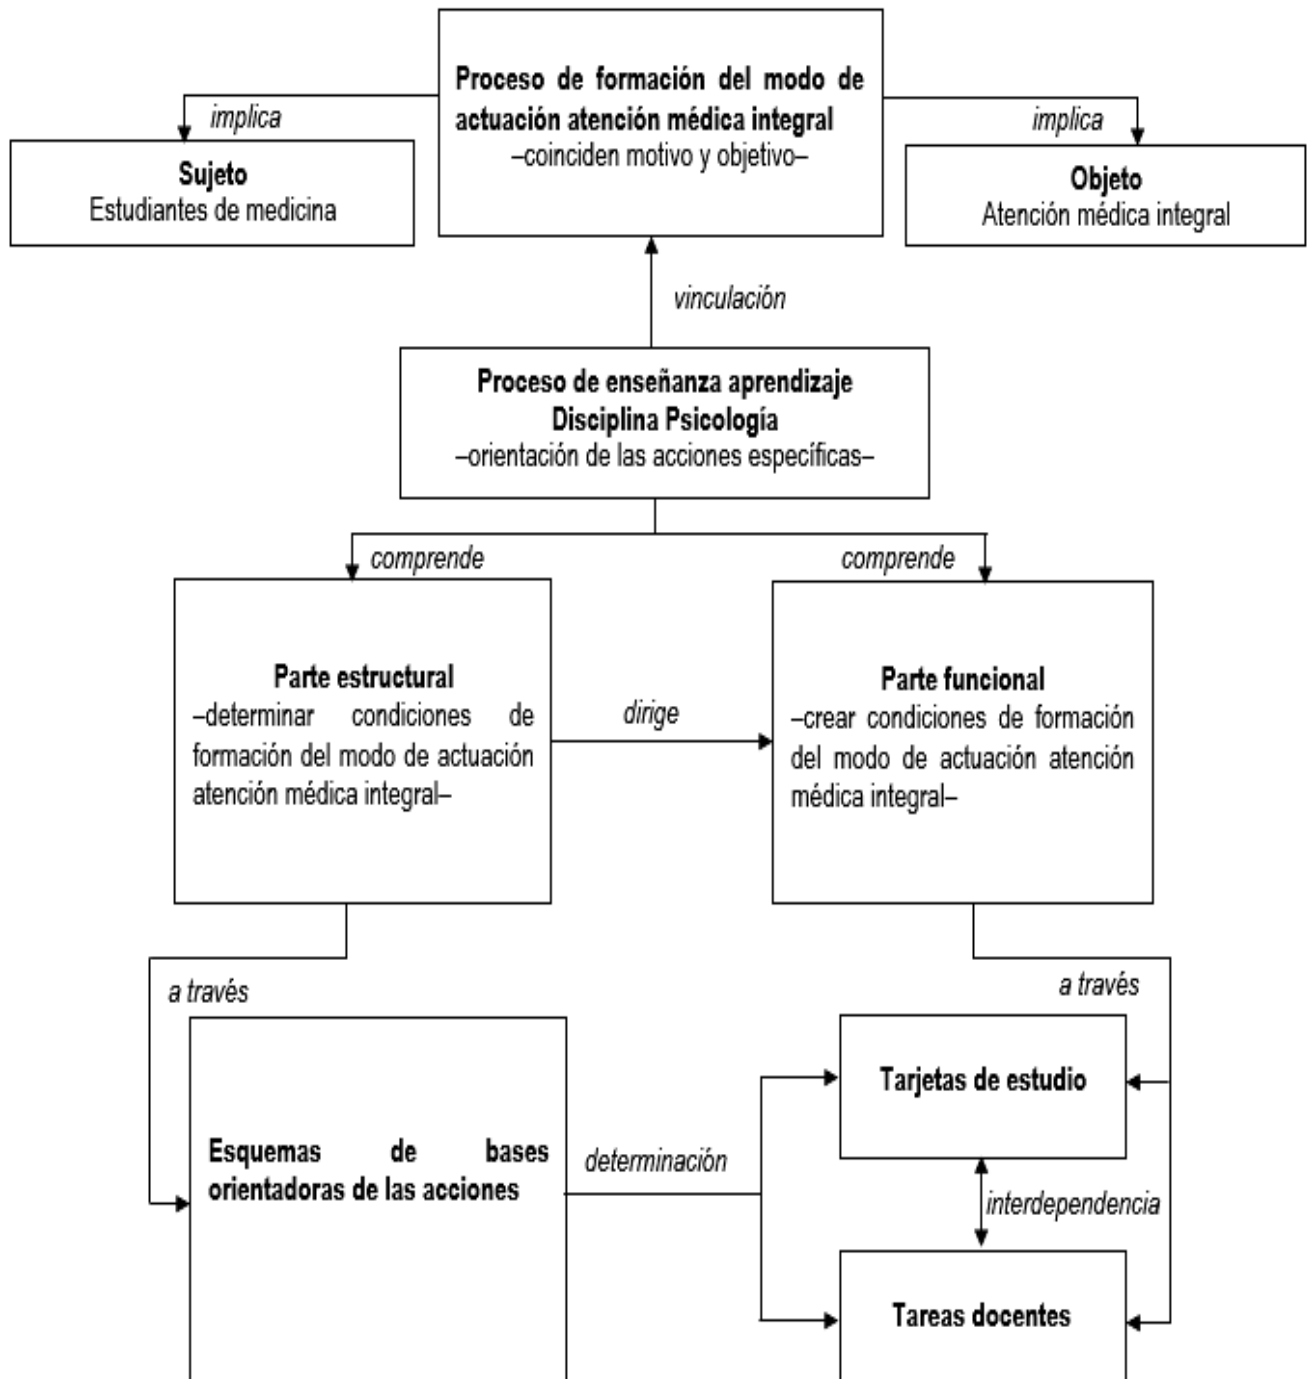 Proceso de formación del modo de
actuación atención médica integral
–coinciden motivo y objetivo–
implica
implica
Sujeto
Estudiantes de medicina
Objeto
Atención médica integral
vinculación
Proceso de enseñanza aprendizaje
Disciplina Psicología
–orientación de las acciones específicas–
comprende
comprende
Parte estructural
–determinar condiciones de
formación del modo de actuación
atención médica integral–
dirige
Parte funcional
–crear condiciones de formación
del modo de actuación atención
médica integral–
a través
a través
Esquemas de bases
orientadoras de las acciones
determinación
Tarjetas de estudio
interdependencia
Tareas docentes